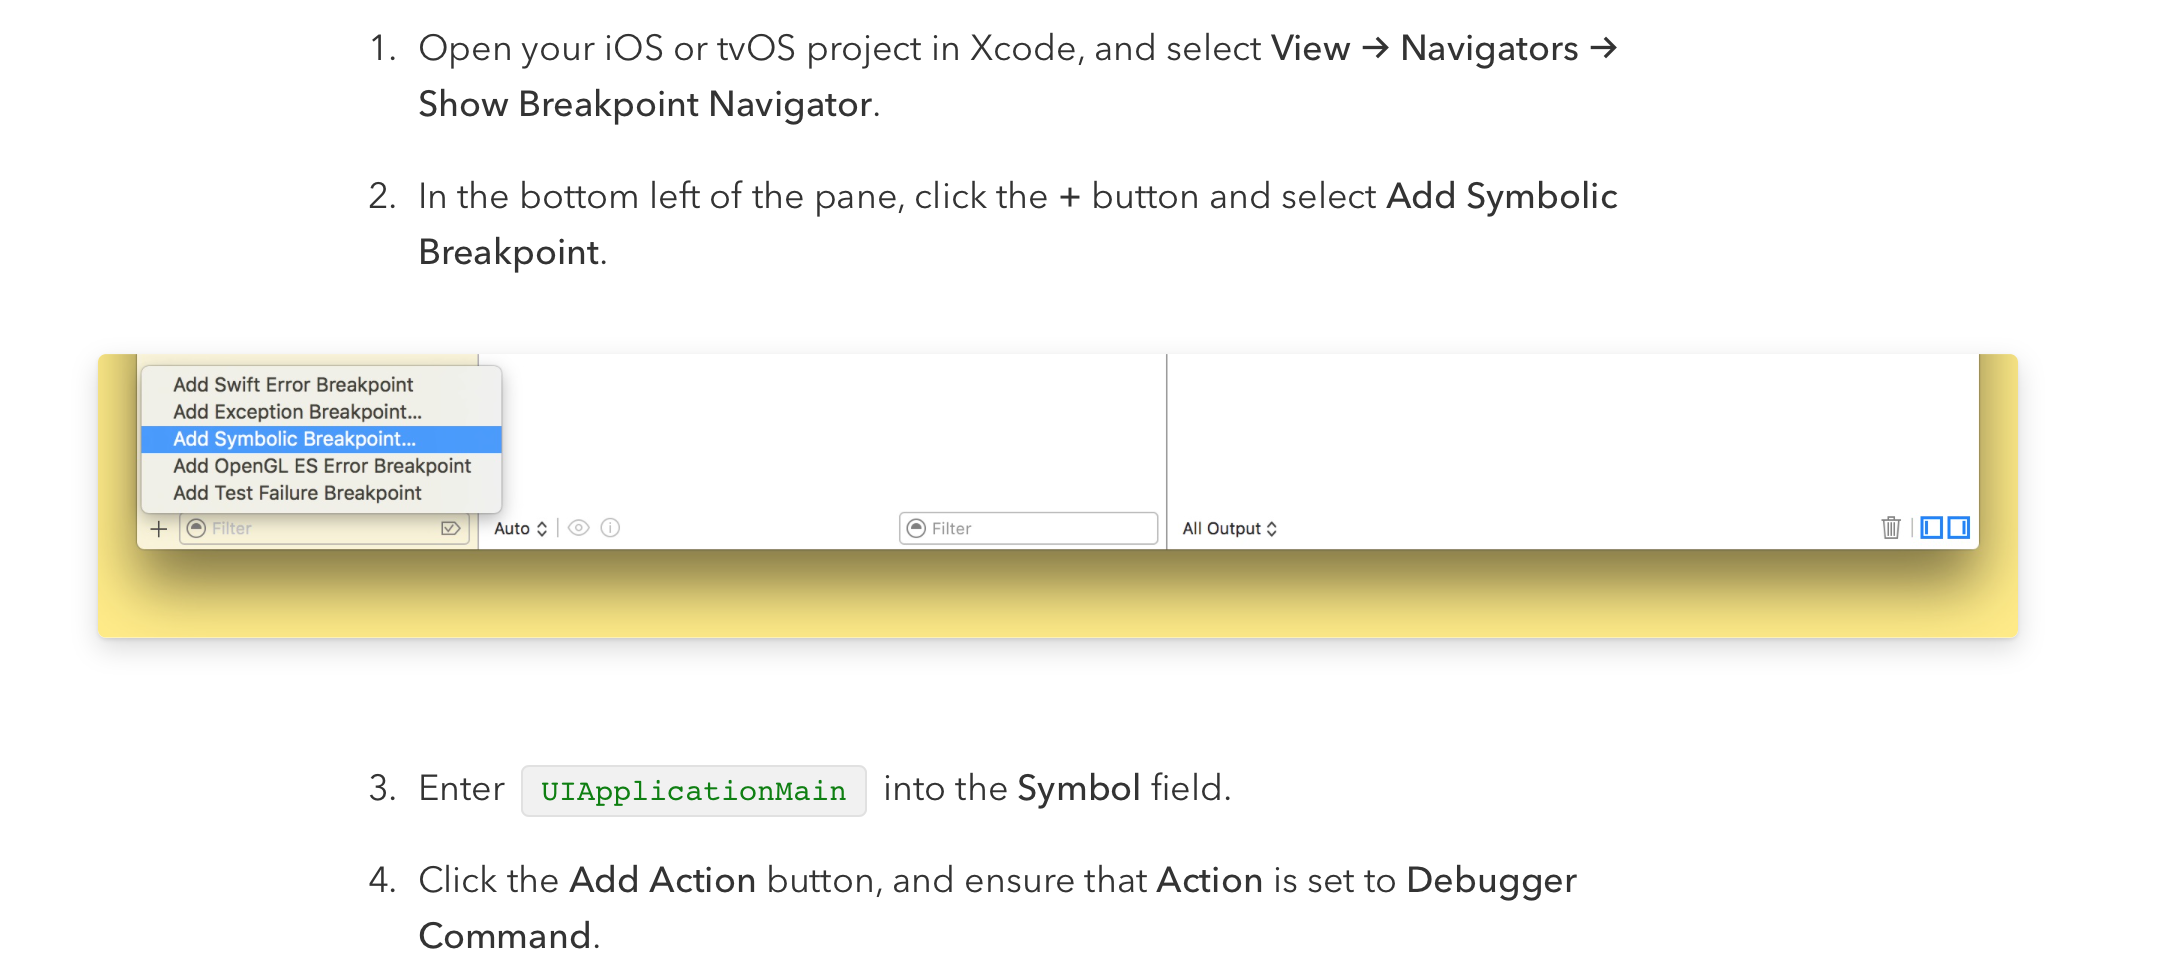 1. Open your iOS or tvOS project in Xcode, and select View → Navigators →
Show Breakpoint Navigator.
2. In the bottom left of the pane, click the + button and select Add Symbolic
Breakpoint.
Add Swift Error Breakpoint
Add Exception Breakpoint...
Add Symbolic Breakpoint...
Add OpenGL ES Error Breakpoint
Add Test Failure Breakpoint
Filter
Auto
Filter
All Output
3. Enter UIApplicationMain into the Symbol field.
4. Click the Add Action button, and ensure that Action is set to Debugger
Command.